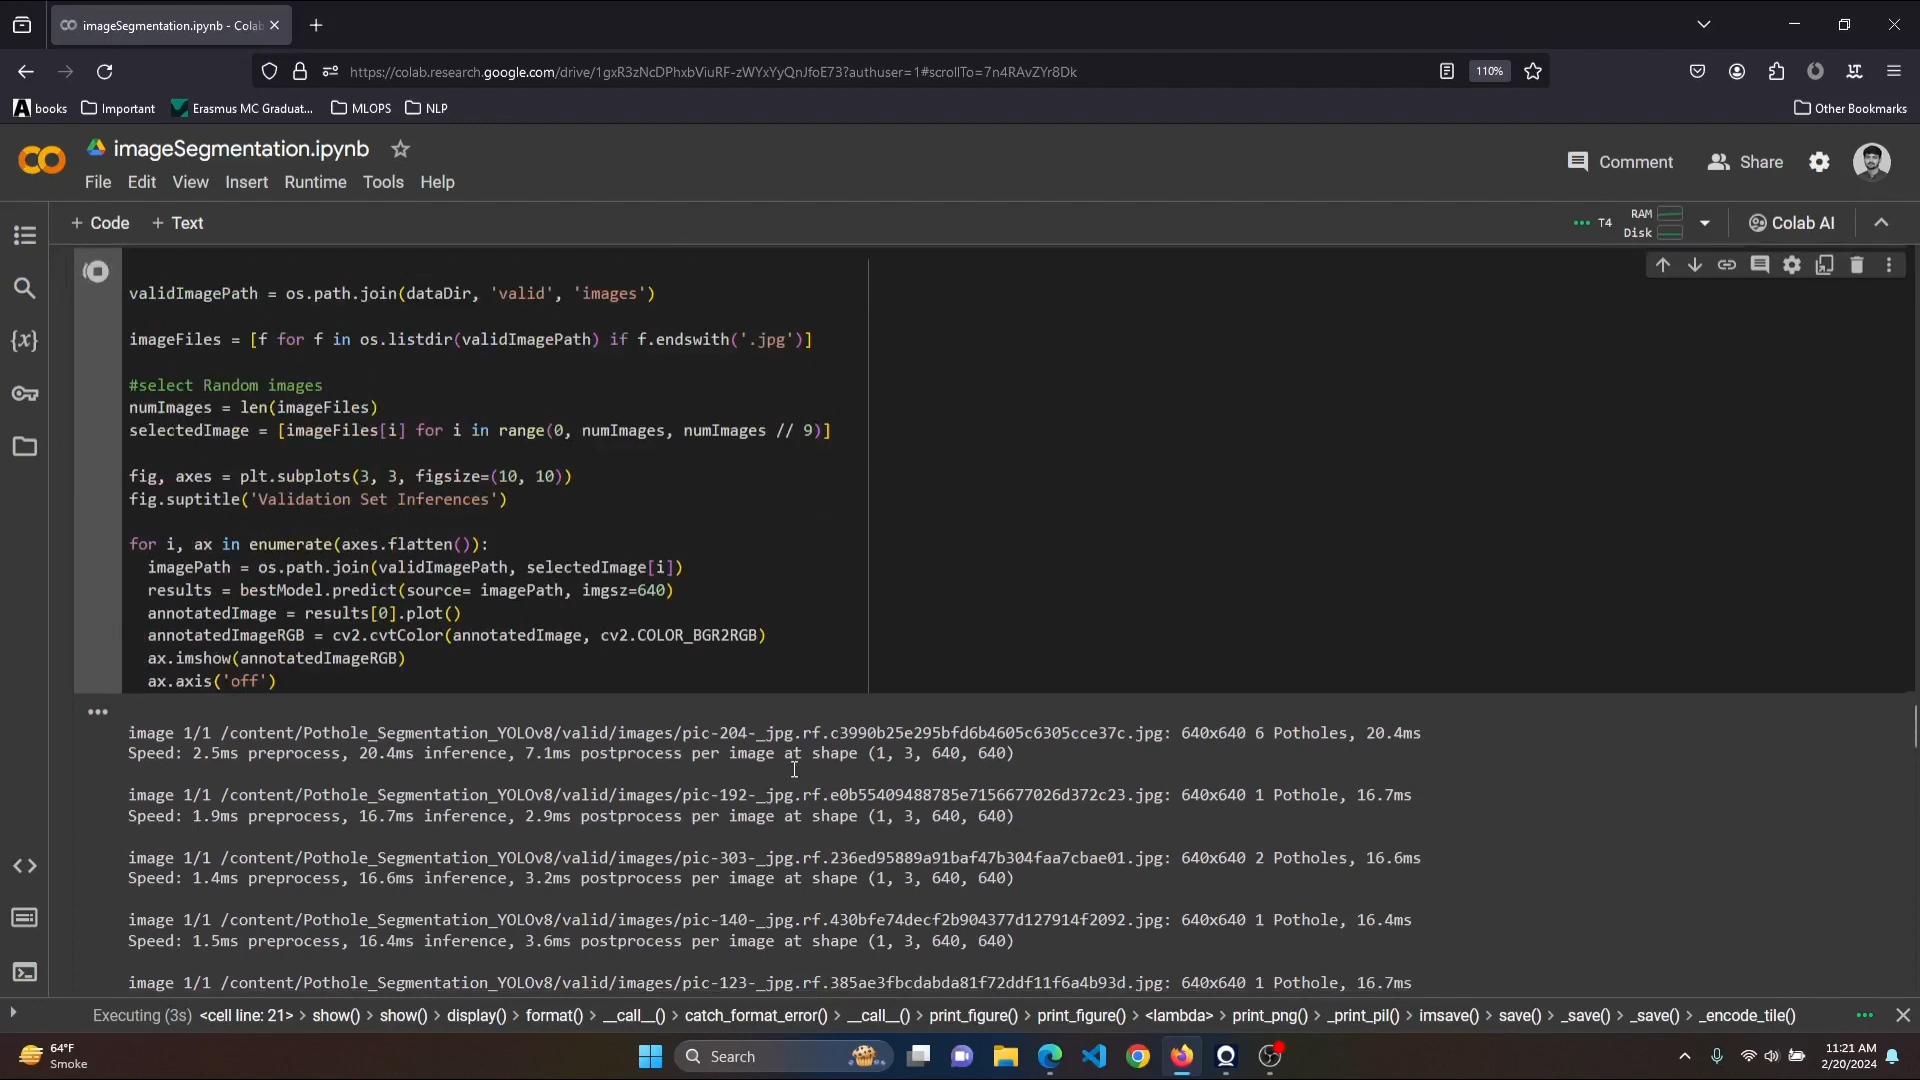 imageSegmentation.ipynb - Colab
https://colab.research.google.com/drive/1gxR3zNcDPhxbViuRF-zWYxYyQnJfoE73?authuser=1#scrollTo=7n4RAvZYr8Dk
110%
books
Important
Erasmus MC Graduat...
MLOPS
NLP
Other Bookmarks
imageSegmentation.ipynb
Comment
Share
File Edit View Insert Runtime Tools Help
+ Code + Text
T4
RAM
Disk
Colab AI
validImagePath = os.path.join(dataDir, 'valid', 'images')
imageFiles = [f for f in os.listdir(validImagePath) if f.endswith('.jpg')]
#select Random images
numImages = len(imageFiles)
selectedImage = [imageFiles[i] for i in range(0, numImages, numImages // 9)]
fig, axes = plt.subplots(3, 3, figsize=(10, 10))
fig.suptitle('Validation Set Inferences')
for i, ax in enumerate(axes.flatten()):
  imagePath = os.path.join(validImagePath, selectedImage[i])
  results = bestModel.predict(source= imagePath, imgsz=640)
  annotatedImage = results[0].plot()
  annotatedImageRGB = cv2.cvtColor(annotatedImage, cv2.COLOR_BGR2RGB)
  ax.imshow(annotatedImageRGB)
  ax.axis('off')
image 1/1 /content/Pothole_Segmentation_YOLOv8/valid/images/pic-204-_jpg.rf.c3990b25e295bfd6b4605c6305cce37c.jpg: 640x640 6 Potholes, 20.4ms
Speed: 2.5ms preprocess, 20.4ms inference, 7.1ms postprocess per image at shape (1, 3, 640, 640)
image 1/1 /content/Pothole_Segmentation_YOLOv8/valid/images/pic-192-_jpg.rf.e0b55409488785e7156677026d372c23.jpg: 640x640 1 Pothole, 16.7ms
Speed: 1.9ms preprocess, 16.7ms inference, 2.9ms postprocess per image at shape (1, 3, 640, 640)
image 1/1 /content/Pothole_Segmentation_YOLOv8/valid/images/pic-303-_jpg.rf.236ed95889a91baf47b304faa7cbae01.jpg: 640x640 2 Potholes, 16.6ms
Speed: 1.4ms preprocess, 16.6ms inference, 3.2ms postprocess per image at shape (1, 3, 640, 640)
image 1/1 /content/Pothole_Segmentation_YOLOv8/valid/images/pic-140-_jpg.rf.430bfe74decf2b904377d127914f2092.jpg: 640x640 1 Pothole, 16.4ms
Speed: 1.5ms preprocess, 16.4ms inference, 3.6ms postprocess per image at shape (1, 3, 640, 640)
image 1/1 /content/Pothole_Segmentation_YOLOv8/valid/images/pic-123-_jpg.rf.385ae3fbcdabda81f72ddf11f6a4b93d.jpg: 640x640 1 Pothole, 16.7ms
Executing (3s) <cell line: 21> > show() > show() > display() > format() > __call__() > catch_format_error() > __call__() > print_figure() > print_figure() > <lambda> > print_png() > _print_pil() > imsave() > save() > _save() > _save() > _encode_tile()
64°F
Smoke
Search
11:21 AM
2/20/2024